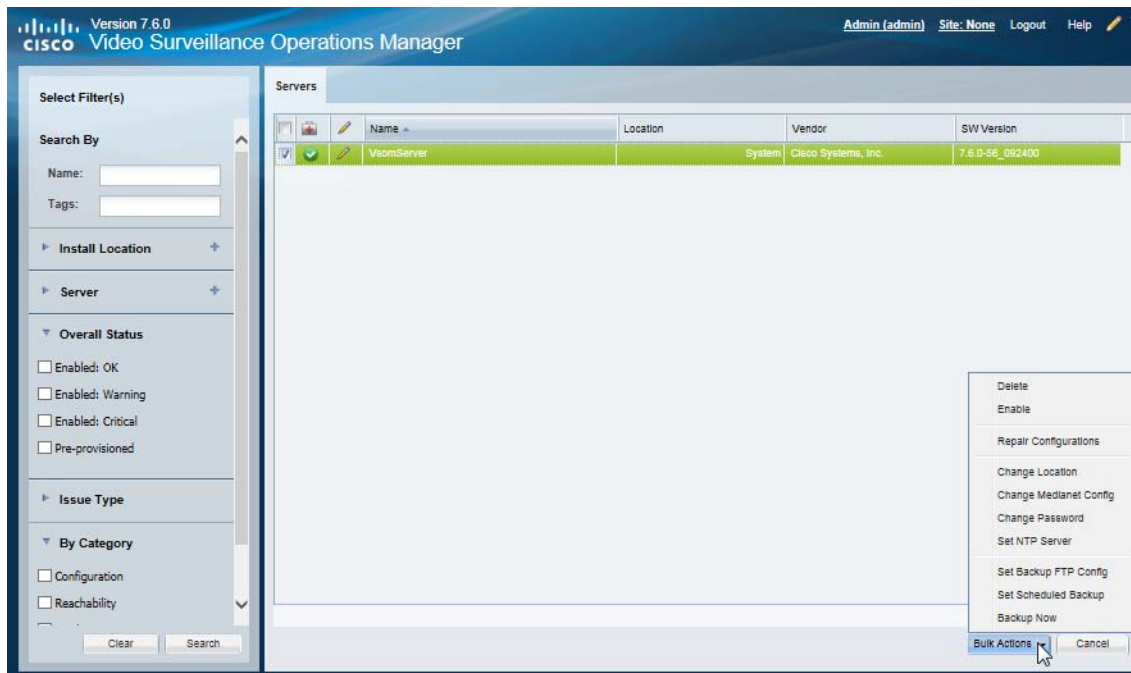 Version 7.6.0
CISCO Video Surveillance Operations Manager
Admin (admin) Site: None Logout Help
Select Filter(s)
Search By
Name:
Tags:
Install Location
Server
Overall Status
Enabled: OK
Enabled: Warning
Enabled: Critical
Pre-provisioned
Issue Type
By Category
Configuration
Reachability
Clear Search
Servers
Name Location Vendor SW Version
VsomServer System Cisco Systems, Inc. 7.6.0-56_092400
Delete
Enable
Repair Configurations
Change Location
Change Medianet Config
Change Password
Set NTP Server
Set Backup FTP Config
Set Scheduled Backup
Backup Now
Bulk Actions Cancel